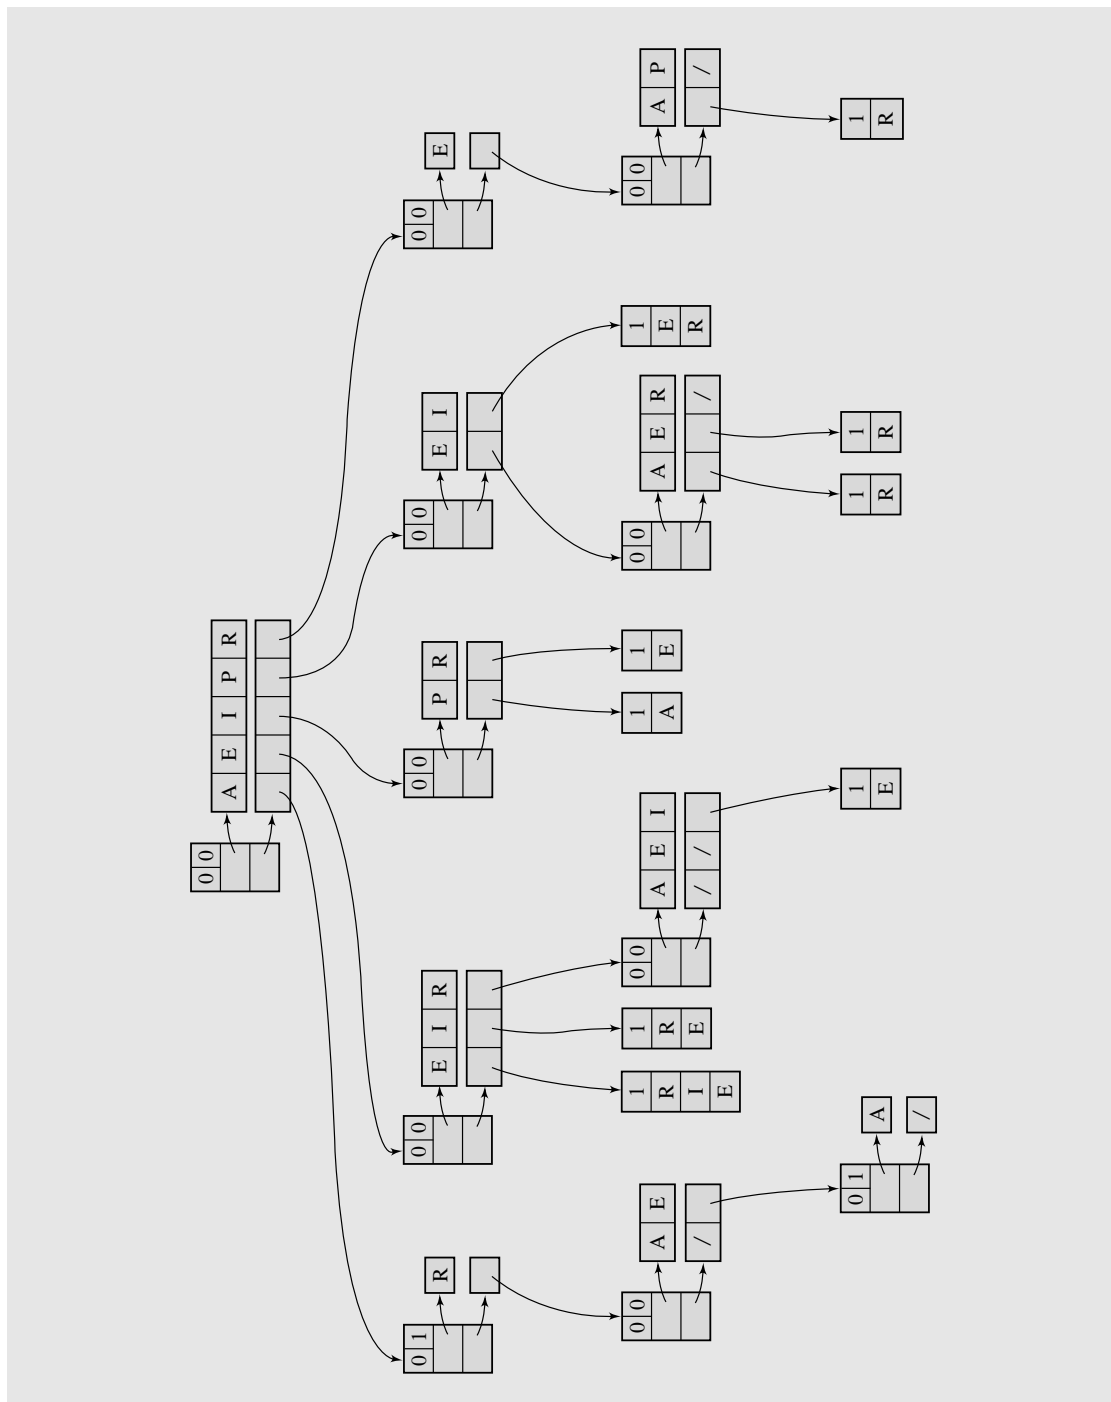 0 0
A E I P R
0 1 0 0 0 0 0 0 0 0
R E I R P R E I E
0 0 1 1 0 0 1 1 0 0 1 0 0
A E R R A E I A E A E R E A P
/ I E / / / R /
E
0 1 1 1 1 1
A E R R R
/